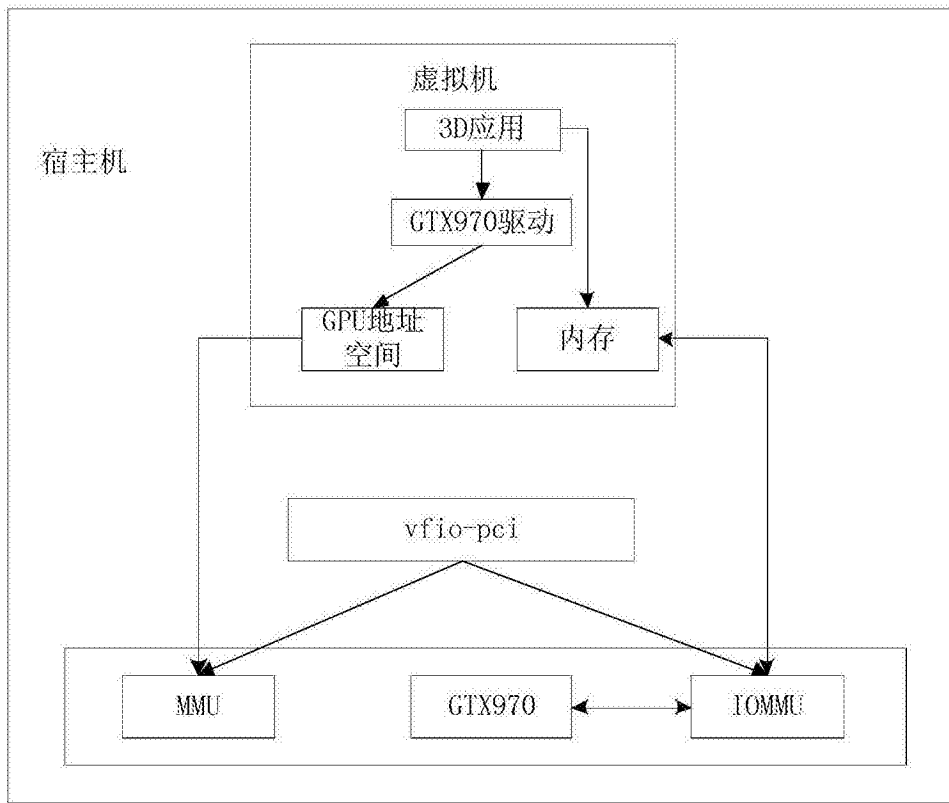 虚拟机
3D应用
宿主机
GTX970驱动
GPU地址
空间
内存
vfio-pci
MMU
GTX970
IOMMU